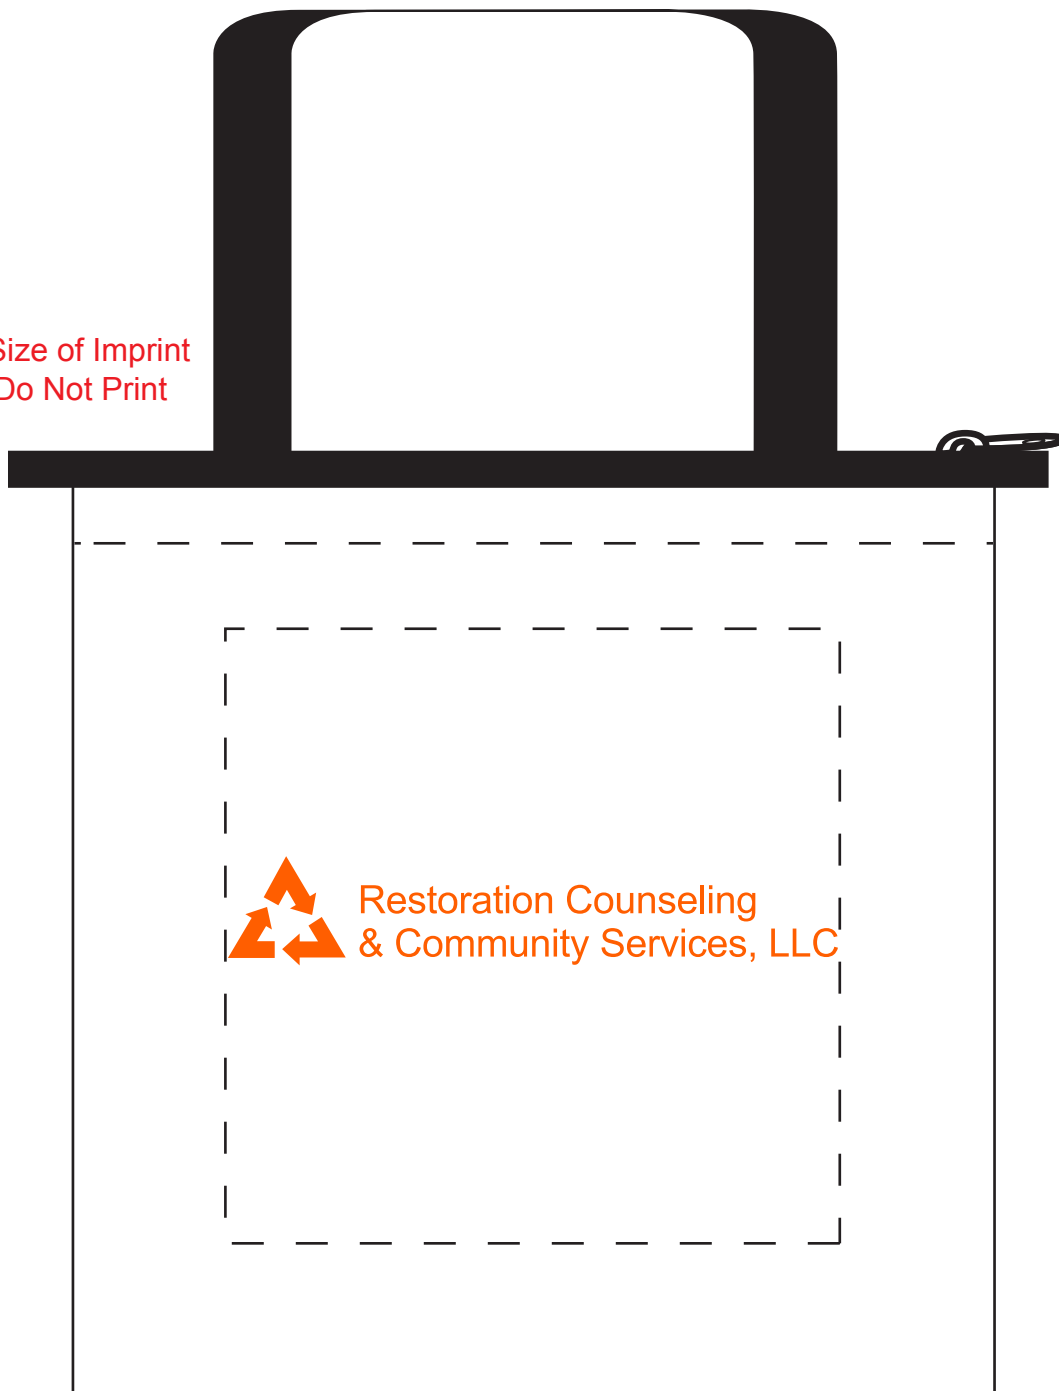 Size of Imprint
Do Not Print
Restoration Counseling
& Community Services, LLC